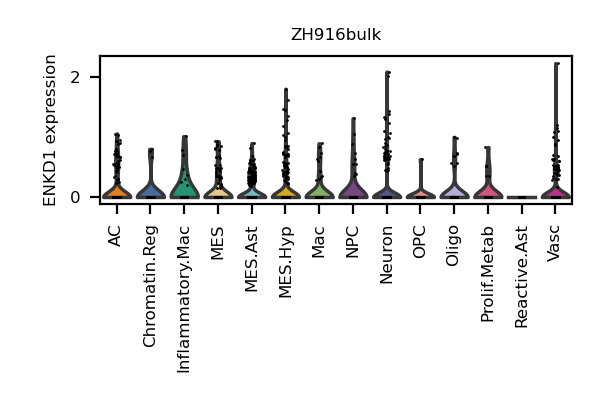 ZH916bulk
ENKD1 expression
2
0
AC
Chromatin.Reg
Inflammatory.Mac
MES
MES.Ast
MES.Hyp
Mac
NPC
Neuron
OPC
Oligo
Prolif.Metab
Reactive.Ast
Vasc